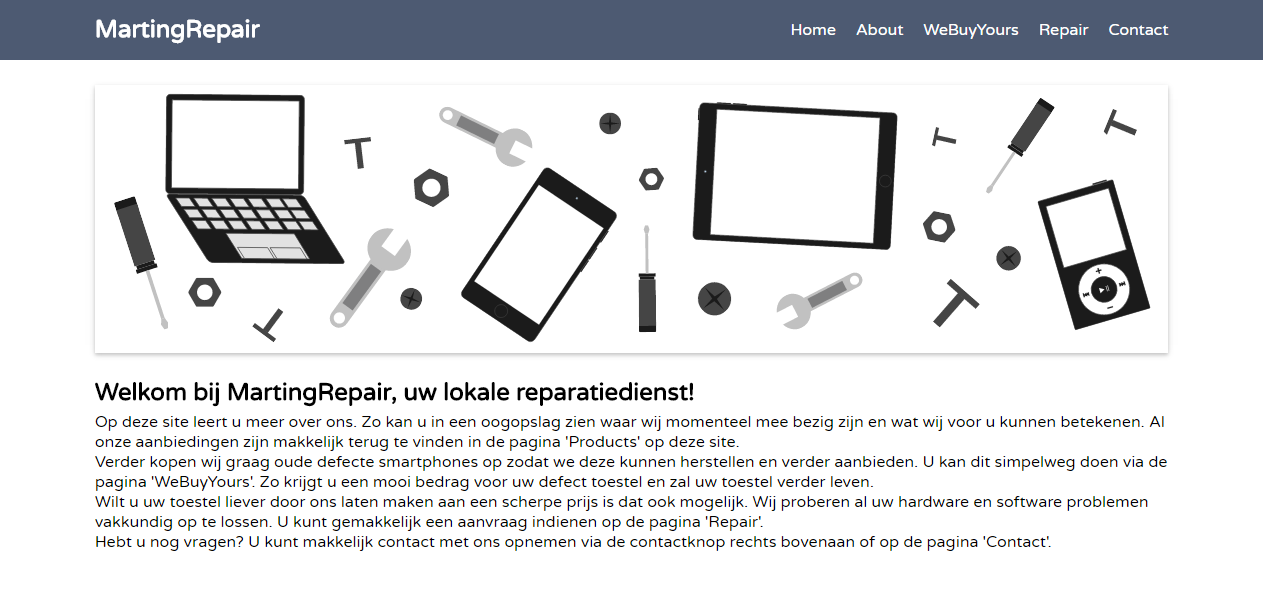 MartingRepair
Home About WeBuyYours Repair Contact
Welkom bij MartingRepair, uw lokale reparatiedienst!
Op deze site leert u meer over ons. Zo kan u in een oogopslag zien waar wij momenteel mee bezig zijn en wat wij voor u kunnen betekenen. Al
onze aanbiedingen zijn makkelijk terug te vinden in de pagina 'Products' op deze site.
Verder kopen wij graag oude defecte smartphones op zodat we deze kunnen herstellen en verder aanbieden. U kan dit simpelweg doen via de
pagina 'WeBuyYours'. Zo krijgt u een mooi bedrag voor uw defect toestel en zal uw toestel verder leven.
Wilt u uw toestel liever door ons laten maken aan een scherpe prijs is dat ook mogelijk. Wij proberen al uw hardware en software problemen
vakkundig op te lossen. U kunt gemakkelijk een aanvraag indienen op de pagina 'Repair'.
Hebt u nog vragen? U kunt makkelijk contact met ons opnemen via de contactknop rechts bovenaan of op de pagina 'Contact'.